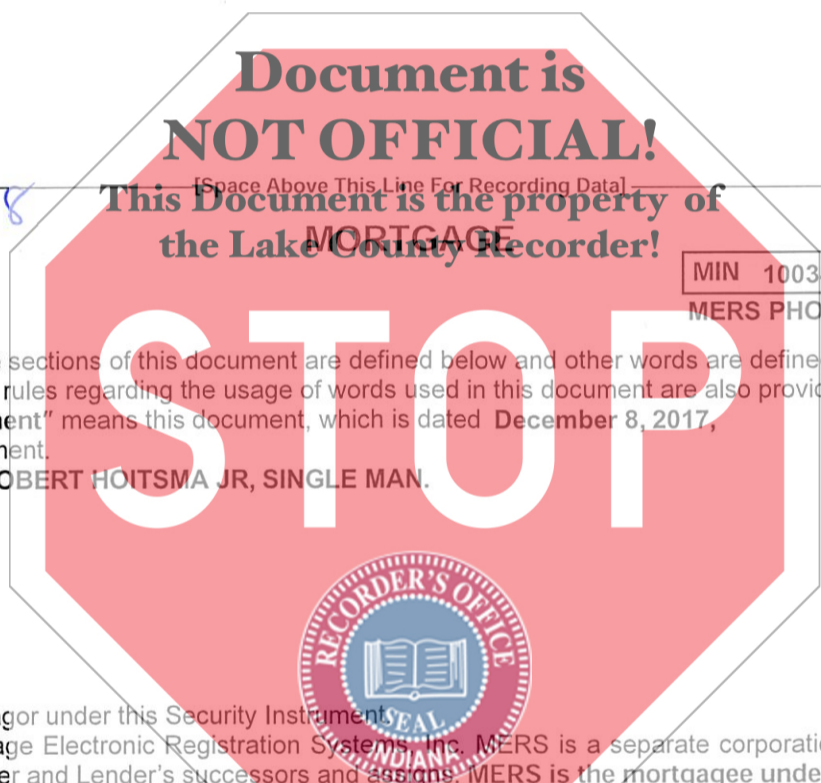 Document is
NOT OFFICIAL!
[Space Above This Line For Recording Data]
8
This Document is the property of
MORTGAGE
the Lake County Recorder!
MIN 1003
MERS PHO
STOP
sections of this document are defined below and other words are define
rules regarding the usage of words used in this document are also provid
ent" means this document, which is dated December 8, 2017,
ment.
OBERT HOITSMA JR, SINGLE MAN.
RECORDER'S OFFICE
SEAL
INDIANA
gor under this Security Instrument
age Electronic Registration Systems, Inc. MERS is a separate corporati
er and Lender's successors and assigns. MERS is the mortgagee unde